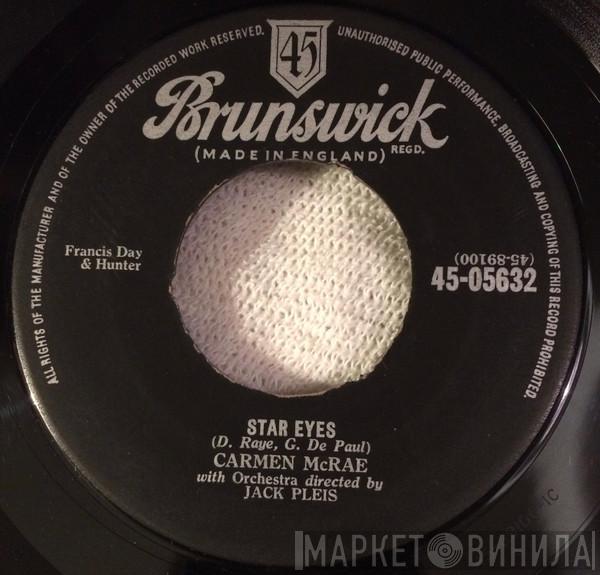 ALL RIGHTS OF THE MANUFACTURER AND OF THE OWNER OF THE RECORDED WORK RESERVED.
UNAUTHORISED PUBLIC PERFORMANCE, BROADCASTING AND COPYING OF THIS RECORD PROHIBITED.
45
Brunswick
REGD.
(MADE IN ENGLAND)
Francis Day
& Hunter
(45-89100)
45-05632
STAR EYES
(D. Raye, G. De Paul)
CARMEN McRAE
with Orchestra directed by
JACK PLEIS
МАРКЕТ ВИНИЛА